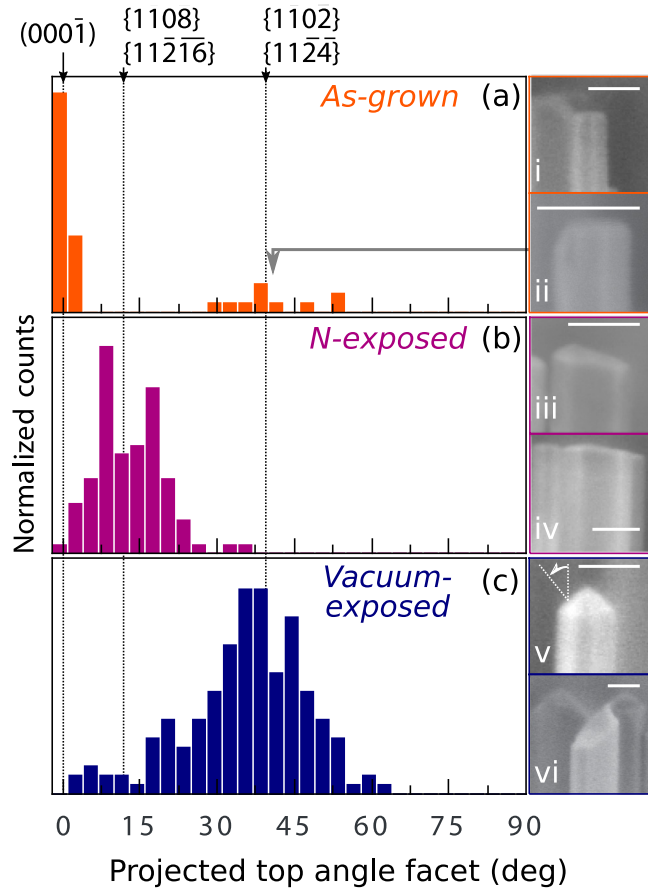 (0001̄)
{11̄08̄}
{112̄1̄6̄}
{11̄02̄}
{112̄4̄}
As-grown (a)
i
ii
N-exposed (b)
iii
iv
Vacuum-
exposed
(c)
v
vi
Normalized counts
0 15 30 45 60 75 90
Projected top angle facet (deg)